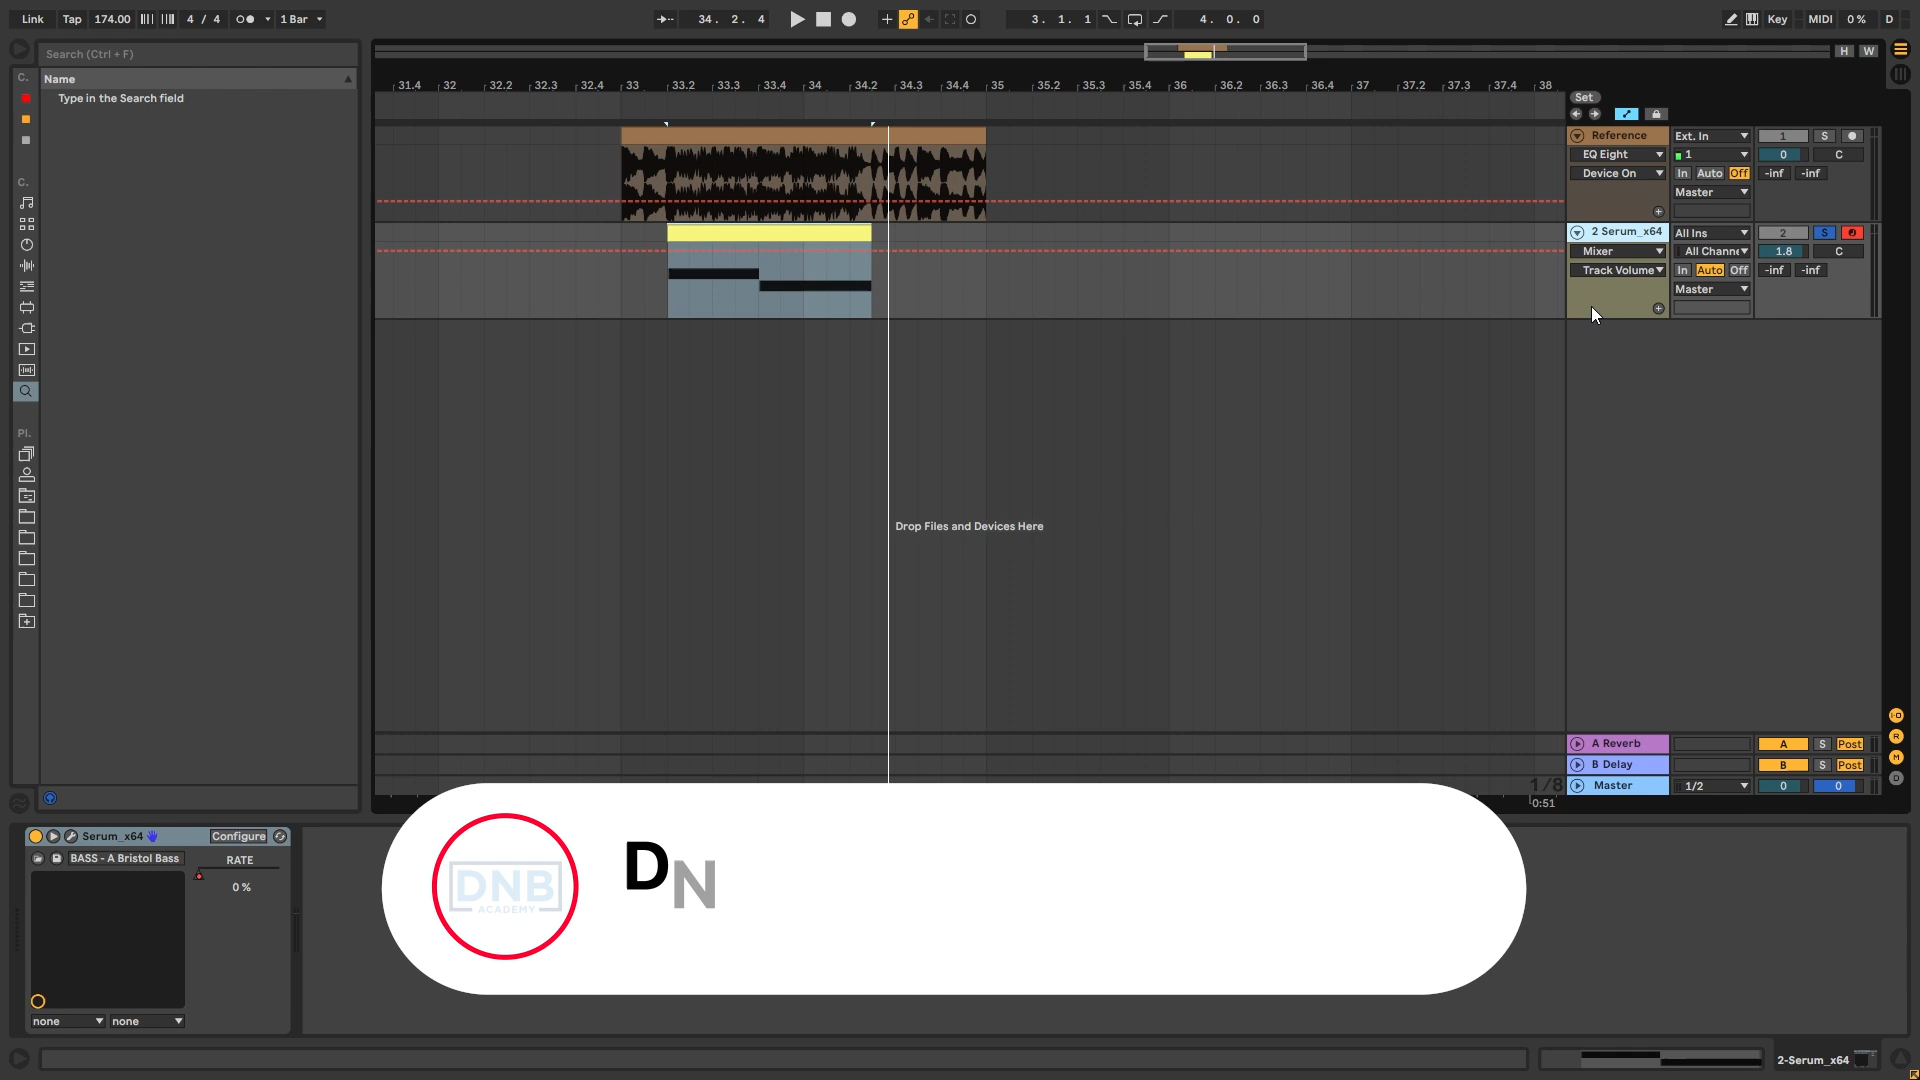 Link Tap 174.00 4 / 4 1 Bar 34. 2. 4 3. 1. 1 4. 0. 0 Key MIDI 0 % D
Search (Ctrl + F)
H W
C.
Name
Type in the Search field
31.4 32 32.2 32.3 32.4 33 33.2 33.3 33.4 34 34.2 34.3 34.4 35 35.2 35.3 35.4 36 36.2 36.3 36.4 37 37.2 37.3 37.4 38
Set
Reference Ext. In 1 S
EQ Eight 1 0 C
Device On In Auto Off -inf -inf
Master
C.
2 Serum_x64 All Ins 2 S
Mixer All Channe 1.8 C
Track Volume In Auto Off -inf -inf
Master
Pl.
Drop Files and Devices Here
A Reverb A S Post
B Delay B S Post
1/8 Master 1/2 0 0
0:51
I-O
R
M
D
Serum_x64 Configure
BASS - A Bristol Bass RATE
0 %
none none
DNB
ACADEMY
DN
2-Serum_x64